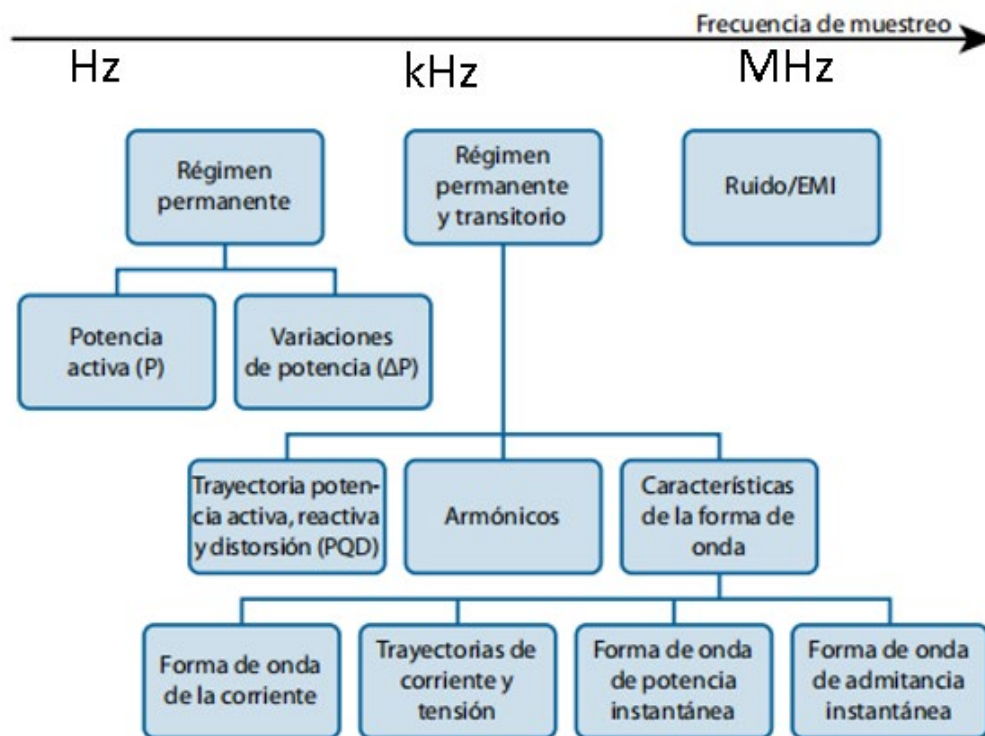 Frecuencia de muestreo
Hz
kHz
MHz
Régimen
permanente
Régimen
permanente
y transitorio
Ruido/EMI
Potencia
activa (P)
Variaciones
de potencia (ΔP)
Trayectoria poten-
cia activa, reactiva
y distorsión (PQD)
Armónicos
Características
de la forma de
onda
Forma de onda
de la corriente
Trayectorias de
corriente y
tensión
Forma de onda
de potencia
instantánea
Forma de onda
de admitancia
instantánea